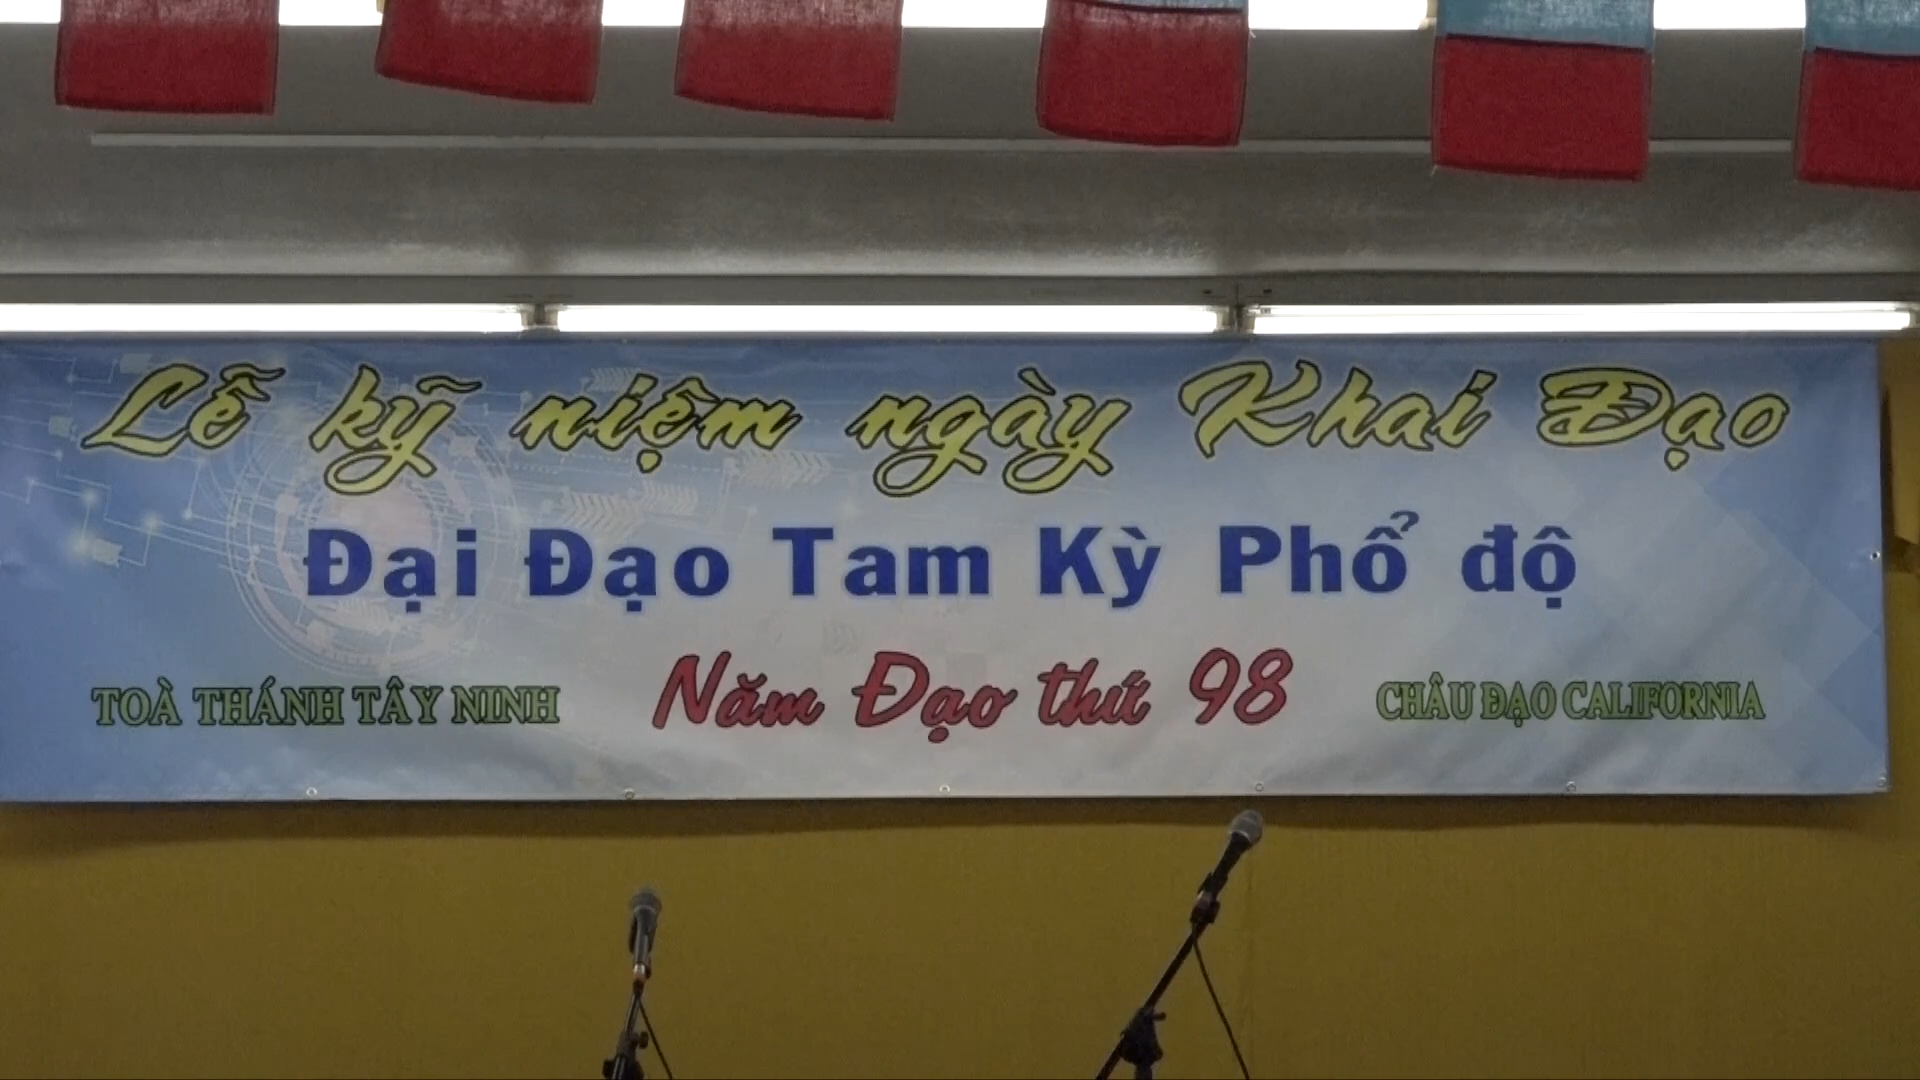 Lễ kỹ niệm ngày Khai Đạo
Đại Đạo Tam Kỳ Phổ độ
Năm Đạo thứ 98
TOÀ THÁNH TÂY NINH
CHÂU ĐẠO CALIFORNIA